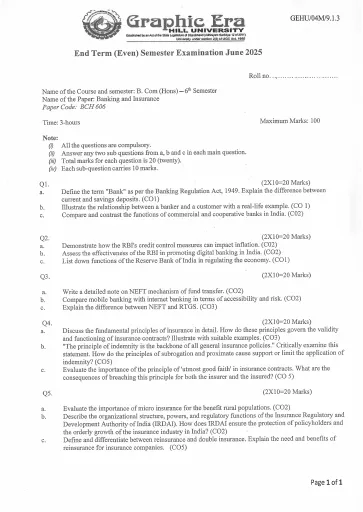 GEHU/04M/9.1.3
Graphic Era
HILL UNIVERSITY
End Term (Even) Semester Examination June 2025
Roll no. ............................
Name of the Course and semester: B. Com (Hons) – 6th Semester
Name of the Paper: Banking and Insurance
Paper Code: BCH 606
Time: 3-hours Maximum Marks: 100
Note:
(i) All the questions are compulsory.
(ii) Answer any two sub questions from a, b and c in each main question.
(iii) Total marks for each question is 20 (twenty).
(iv) Each sub-question carries 10 marks.
Q1. (2X10=20 Marks)
a. Define the term "Bank" as per the Banking Regulation Act, 1949. Explain the difference between
current and savings deposits. (CO1)
b. Illustrate the relationship between a banker and a customer with a real-life example. (CO 1)
c. Compare and contrast the functions of commercial and cooperative banks in India. (C02)
Q2. (2X10=20 Marks)
a. Demonstrate how the RBI's credit control measures can impact inflation. (C02)
b. Assess the effectiveness of the RBI in promoting digital banking in India. (CO2)
c. List down functions of the Reserve Bank of India in regulating the economy. (CO1)
Q3. (2X10=20 Marks)
a. Write a detailed note on NEFT mechanism of fund transfer. (CO2)
b. Compare mobile banking with internet banking in terms of accessibility and risk. (CO2)
c. Explain the difference between NEFT and RTGS. (CO3)
Q4. (2X10=20 Marks)
a. Discuss the fundamental principles of insurance in detail. How do these principles govern the validity
and functioning of insurance contracts? Illustrate with suitable examples. (CO3)
b. "The principle of indemnity is the backbone of all general insurance policies." Critically examine this
statement. How do the principles of subrogation and proximate cause support or limit the application of
indemnity? (CO5)
c. Evaluate the importance of the principle of 'utmost good faith' in insurance contracts. What are the
consequences of breaching this principle for both the insurer and the insured? (CO 5)
Q5. (2X10=20 Marks)
a. Evaluate the importance of micro insurance for the benefit rural populations. (CO2)
b. Describe the organizational structure, powers, and regulatory functions of the Insurance Regulatory and
Development Authority of India (IRDAI). How does IRDAI ensure the protection of policyholders and
the orderly growth of the insurance industry in India? (CO2)
c. Define and differentiate between reinsurance and double insurance. Explain the need and benefits of
reinsurance for insurance companies. (CO5)
Page 1 of 1